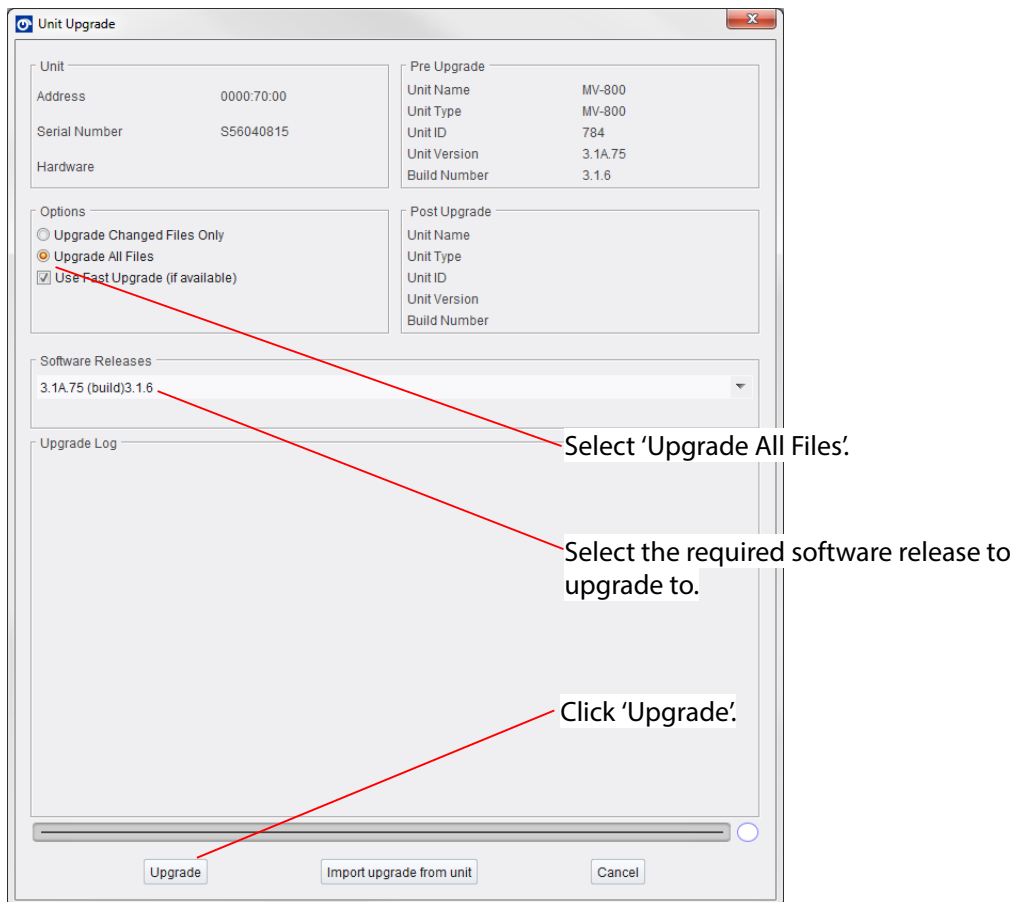 Unit Upgrade
Unit
Address 0000:70:00
Serial Number S56040815
Hardware
Pre Upgrade
Unit Name MV-800
Unit Type MV-800
Unit ID 784
Unit Version 3.1A.75
Build Number 3.1.6
Options
Upgrade Changed Files Only
Upgrade All Files
Use Fast Upgrade (if available)
Post Upgrade
Unit Name
Unit Type
Unit ID
Unit Version
Build Number
Software Releases
3.1A.75 (build)3.1.6
Upgrade Log
Select ‘Upgrade All Files’.
Select the required software release to
upgrade to.
Click ‘Upgrade’.
Upgrade
Import upgrade from unit
Cancel